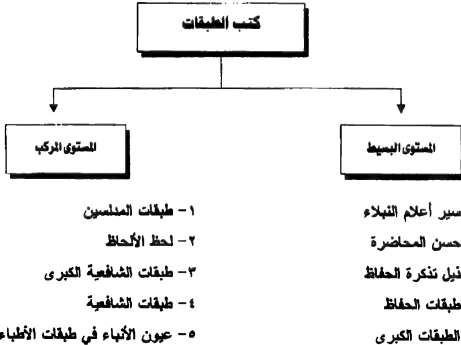 كتب الطبقات
المستوى البسيط
المستوى المركب
سير أعلام النبلاء
حسن المحاضرة
ذيل تذكرة الحفاظ
طبقات الحفاظ
الطبقات الكبرى
١- طبقات المدلسين
٢- لحظ الألحاظ
٣- طبقات الشافعية الكبرى
٤- طبقات الشافعية
٥- عيون الأنباء في طبقات الأطباء